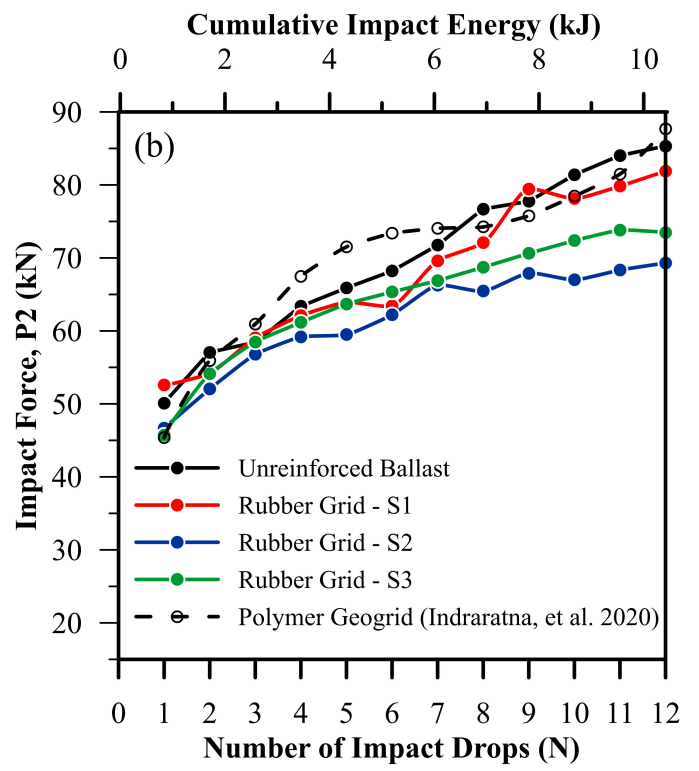 Cumulative Impact Energy (kJ)
0 2 4 6 8 10
(b)
90
80
70
60
50
40
30
20
Impact Force, P2 (kN)
Unreinforced Ballast
Rubber Grid - S1
Rubber Grid - S2
Rubber Grid - S3
Polymer Geogrid (Indraratna, et al. 2020)
0 1 2 3 4 5 6 7 8 9 10 11 12
Number of Impact Drops (N)